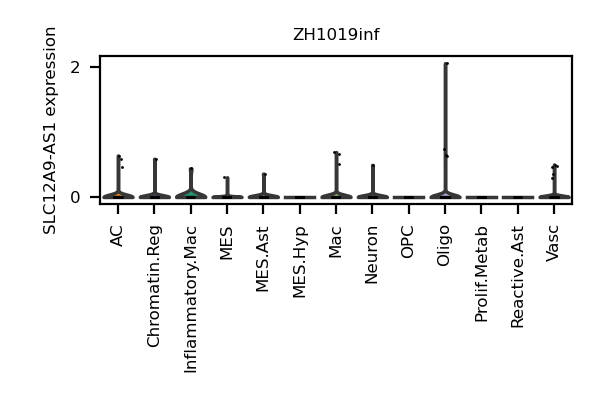 ZH1019inf
SLC12A9-AS1 expression
2
0
AC
Chromatin.Reg
Inflammatory.Mac
MES
MES.Ast
MES.Hyp
Mac
Neuron
OPC
Oligo
Prolif.Metab
Reactive.Ast
Vasc